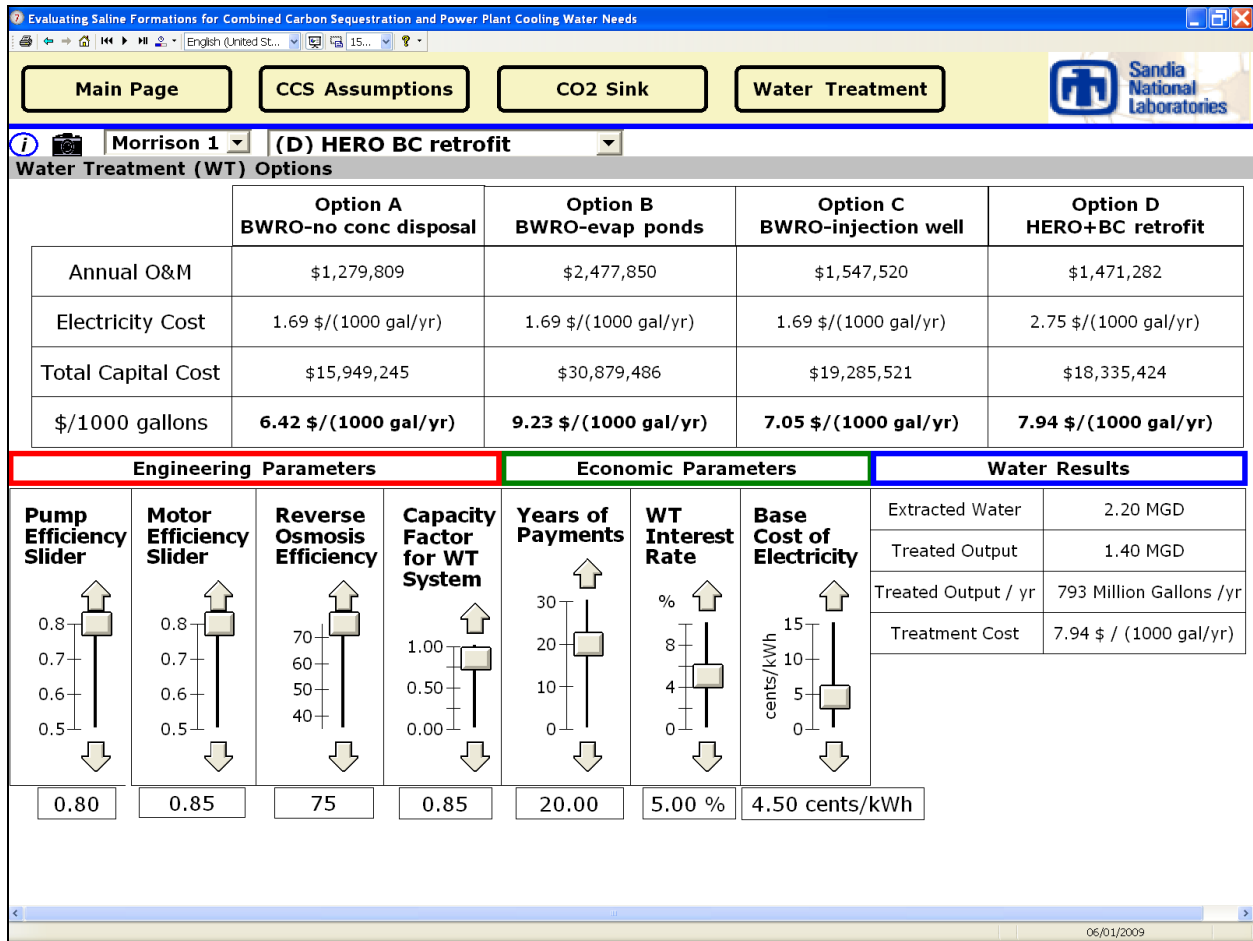 Evaluating Saline Formations for Combined Carbon Sequestration and Power Plant Cooling Water Needs
English (United St... 15...
Main Page CCS Assumptions CO2 Sink Water Treatment
Sandia
National
Laboratories
Morrison 1 (D) HERO BC retrofit
Water Treatment (WT) Options
Option A Option B Option C Option D
BWRO-no conc disposal BWRO-evap ponds BWRO-injection well HERO+BC retrofit
Annual O&M $1,279,809 $2,477,850 $1,547,520 $1,471,282
Electricity Cost 1.69 $/(1000 gal/yr) 1.69 $/(1000 gal/yr) 1.69 $/(1000 gal/yr) 2.75 $/(1000 gal/yr)
Total Capital Cost $15,949,245 $30,879,486 $19,285,521 $18,335,424
$/1000 gallons 6.42 $/(1000 gal/yr) 9.23 $/(1000 gal/yr) 7.05 $/(1000 gal/yr) 7.94 $/(1000 gal/yr)
Engineering Parameters Economic Parameters Water Results
Pump
Efficiency
Slider
0.8
0.7
0.6
0.5
0.80
Motor
Efficiency
Slider
0.8
0.7
0.6
0.5
0.85
Reverse
Osmosis
Efficiency
70
60
50
40
75
Capacity
Factor
for WT
System
1.00
0.50
0.00
0.85
Years of
Payments
30
20
10
0
20.00
WT
Interest
Rate
%
8
4
0
5.00 %
Base
Cost of
Electricity
cents/kWh
15
10
5
0
4.50 cents/kWh
Extracted Water 2.20 MGD
Treated Output 1.40 MGD
Treated Output / yr 793 Million Gallons /yr
Treatment Cost 7.94 $ / (1000 gal/yr)
06/01/2009